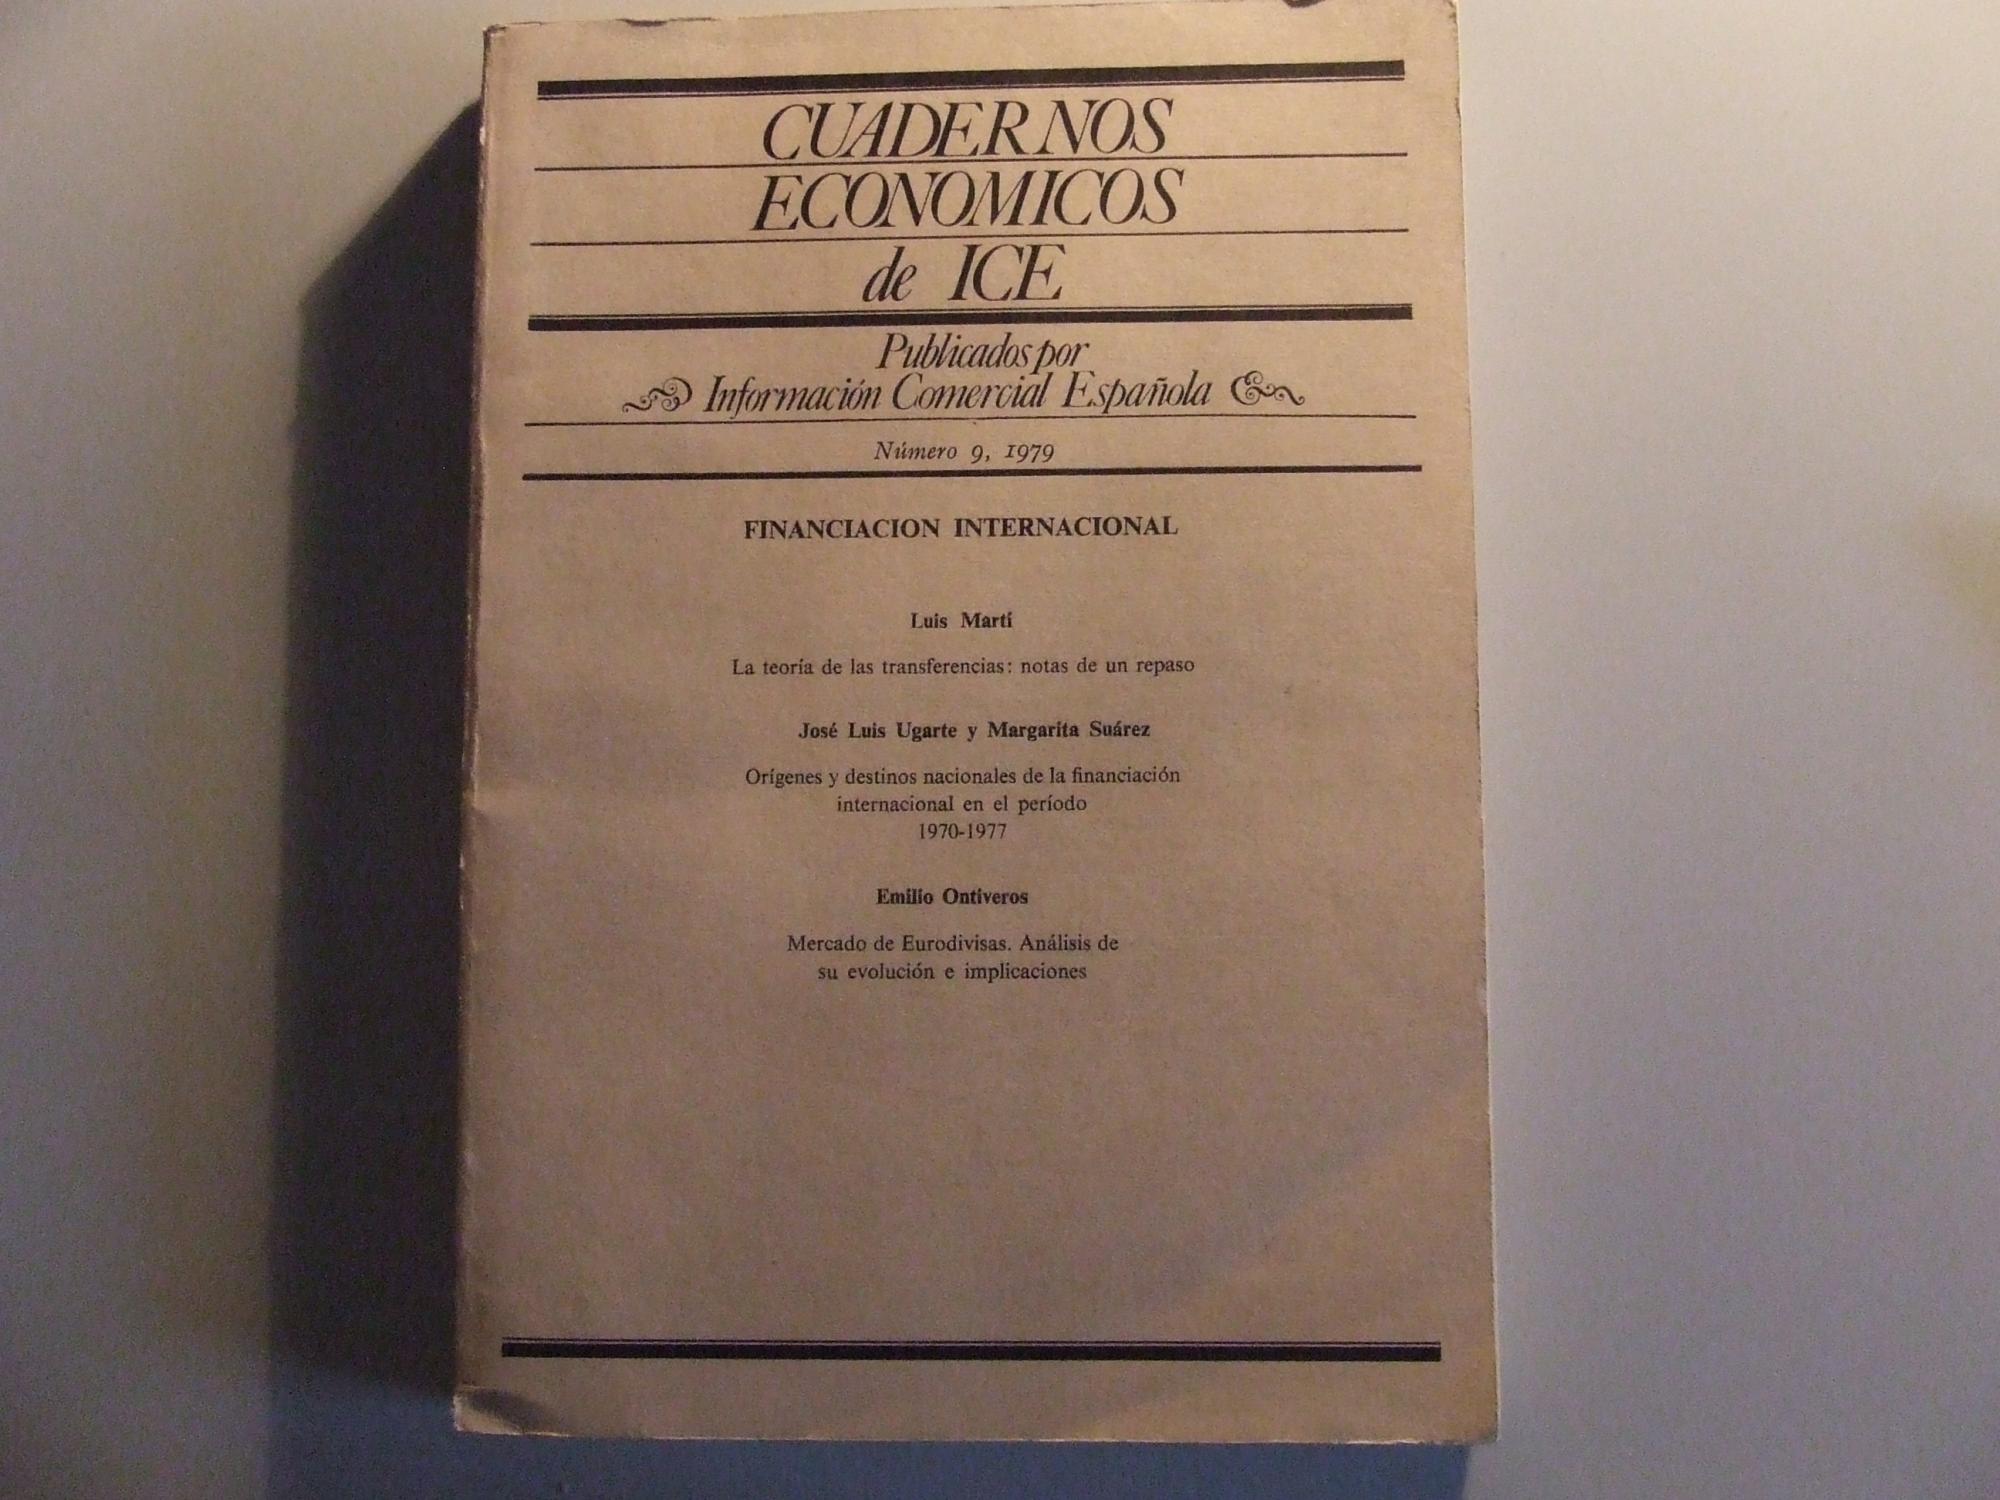 CUADERNOS
ECONOMICOS
de ICE
Publicados por
Información Comercial Española
Número 9, 1979
FINANCIACION INTERNACIONAL
Luis Martí
La teoría de las transferencias: notas de un repaso
José Luis Ugarte y Margarita Suárez
Orígenes y destinos nacionales de la financiación
internacional en el período
1970-1977
Emilio Ontiveros
Mercado de Eurodivisas. Análisis de
su evolución e implicaciones